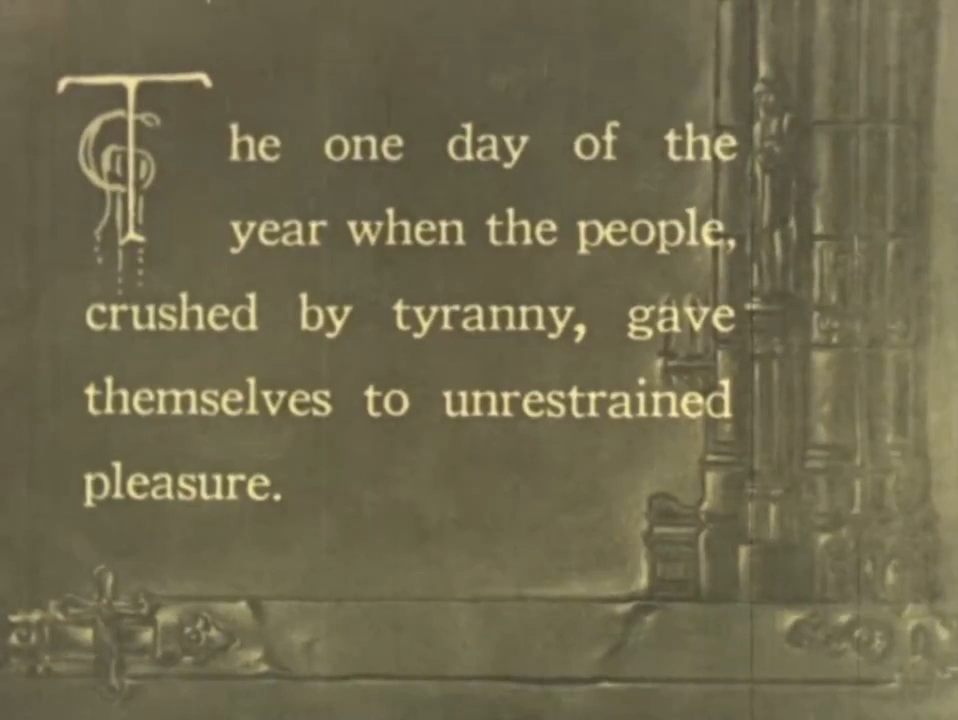 The one day of the
year when the people,
crushed by tyranny, gave
themselves to unrestrained
pleasure.